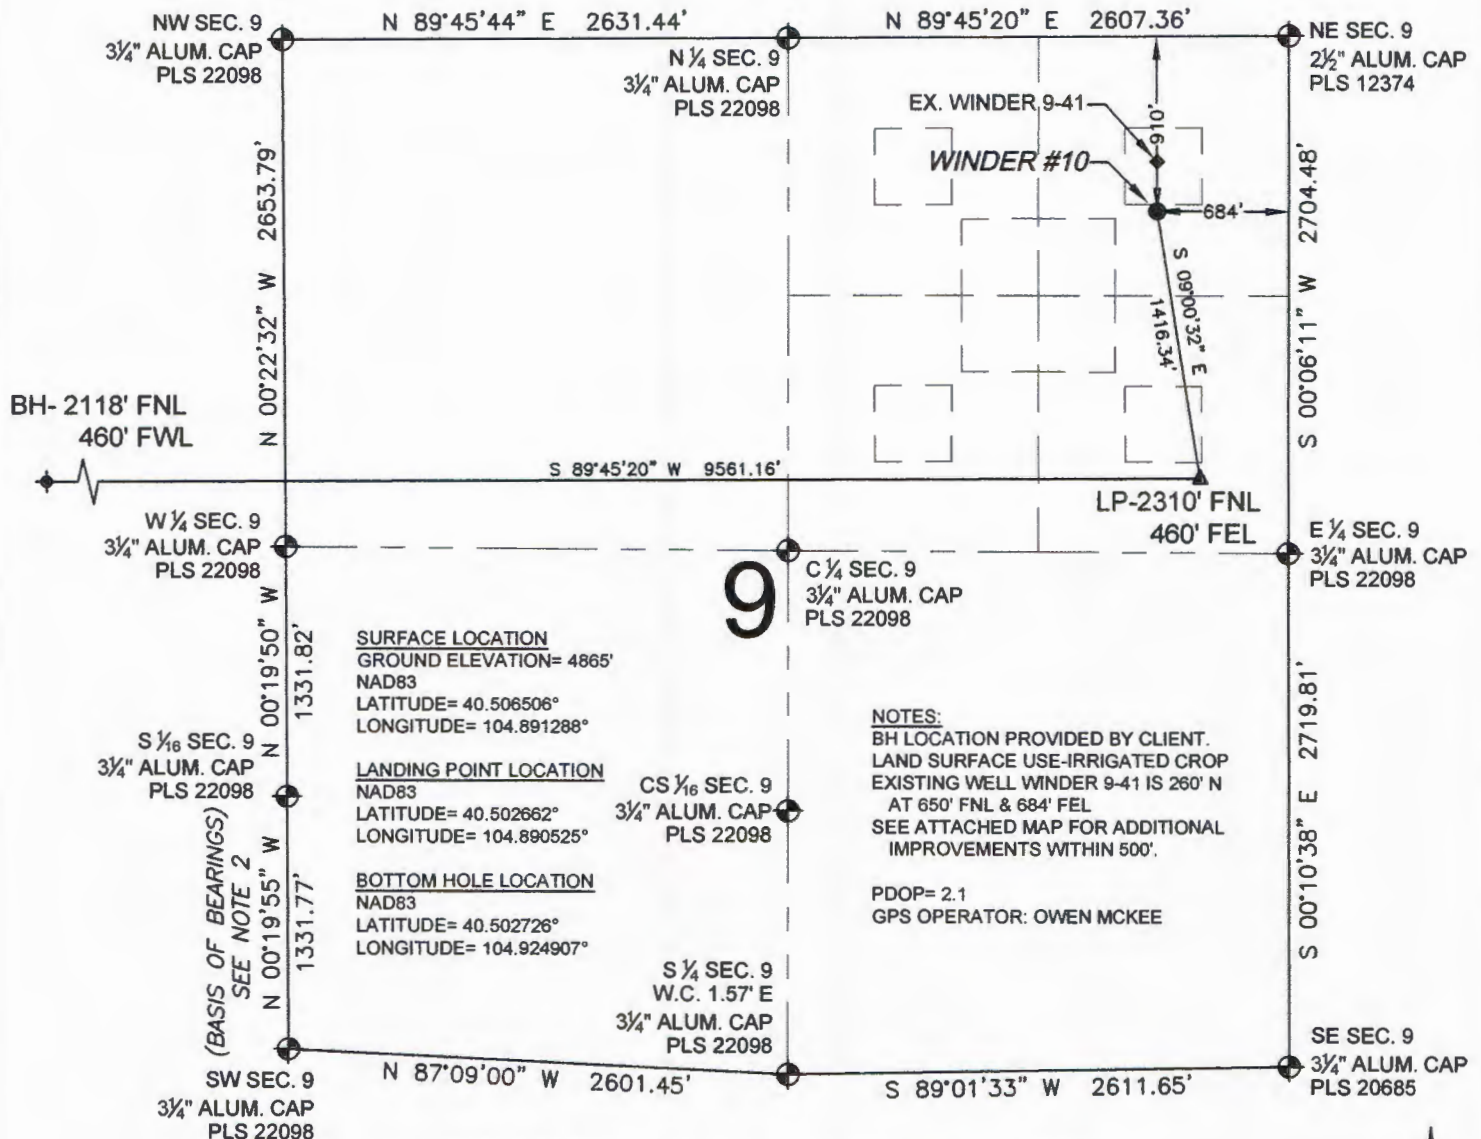 NW SEC. 9
3¼" ALUM. CAP
PLS 22098
N 89°45'44" E 2631.44'
N ¼ SEC. 9
3¼" ALUM. CAP
PLS 22098
N 89°45'20" E 2607.36'
NE SEC. 9
2½" ALUM. CAP
PLS 12374
EX. WINDER 9-41
910'
WINDER #10
684'
N 00°22'32" W 2653.79'
S 00°06'11" W 2704.48'
S 09°00'32" E
1416.34'
BH- 2118' FNL
460' FWL
S 89°45'20" W 9561.16'
LP-2310' FNL
460' FEL
W ¼ SEC. 9
3¼" ALUM. CAP
PLS 22098
9
C ¼ SEC. 9
3¼" ALUM. CAP
PLS 22098
E ¼ SEC. 9
3¼" ALUM. CAP
PLS 22098
N 00°19'50" W
1331.82'
SURFACE LOCATION
GROUND ELEVATION= 4865'
NAD83
LATITUDE= 40.506506°
LONGITUDE= 104.891288°
LANDING POINT LOCATION
NAD83
LATITUDE= 40.502662°
LONGITUDE= 104.890525°
BOTTOM HOLE LOCATION
NAD83
LATITUDE= 40.502726°
LONGITUDE= 104.924907°
S 1⁄16 SEC. 9
3¼" ALUM. CAP
PLS 22098
CS 1⁄16 SEC. 9
3¼" ALUM. CAP
PLS 22098
NOTES:
BH LOCATION PROVIDED BY CLIENT.
LAND SURFACE USE-IRRIGATED CROP
EXISTING WELL WINDER 9-41 IS 260' N
AT 650' FNL & 684' FEL
SEE ATTACHED MAP FOR ADDITIONAL
IMPROVEMENTS WITHIN 500'.
PDOP= 2.1
GPS OPERATOR: OWEN MCKEE
S 00°10'38" E 2719.81'
(BASIS OF BEARINGS)
SEE NOTE 2
N 00°19'55" W
1331.77'
S ¼ SEC. 9
W.C. 1.57' E
3¼" ALUM. CAP
PLS 22098
SW SEC. 9
3¼" ALUM. CAP
PLS 22098
N 87°09'00" W 2601.45'
S 89°01'33" W 2611.65'
SE SEC. 9
3¼" ALUM. CAP
PLS 20685